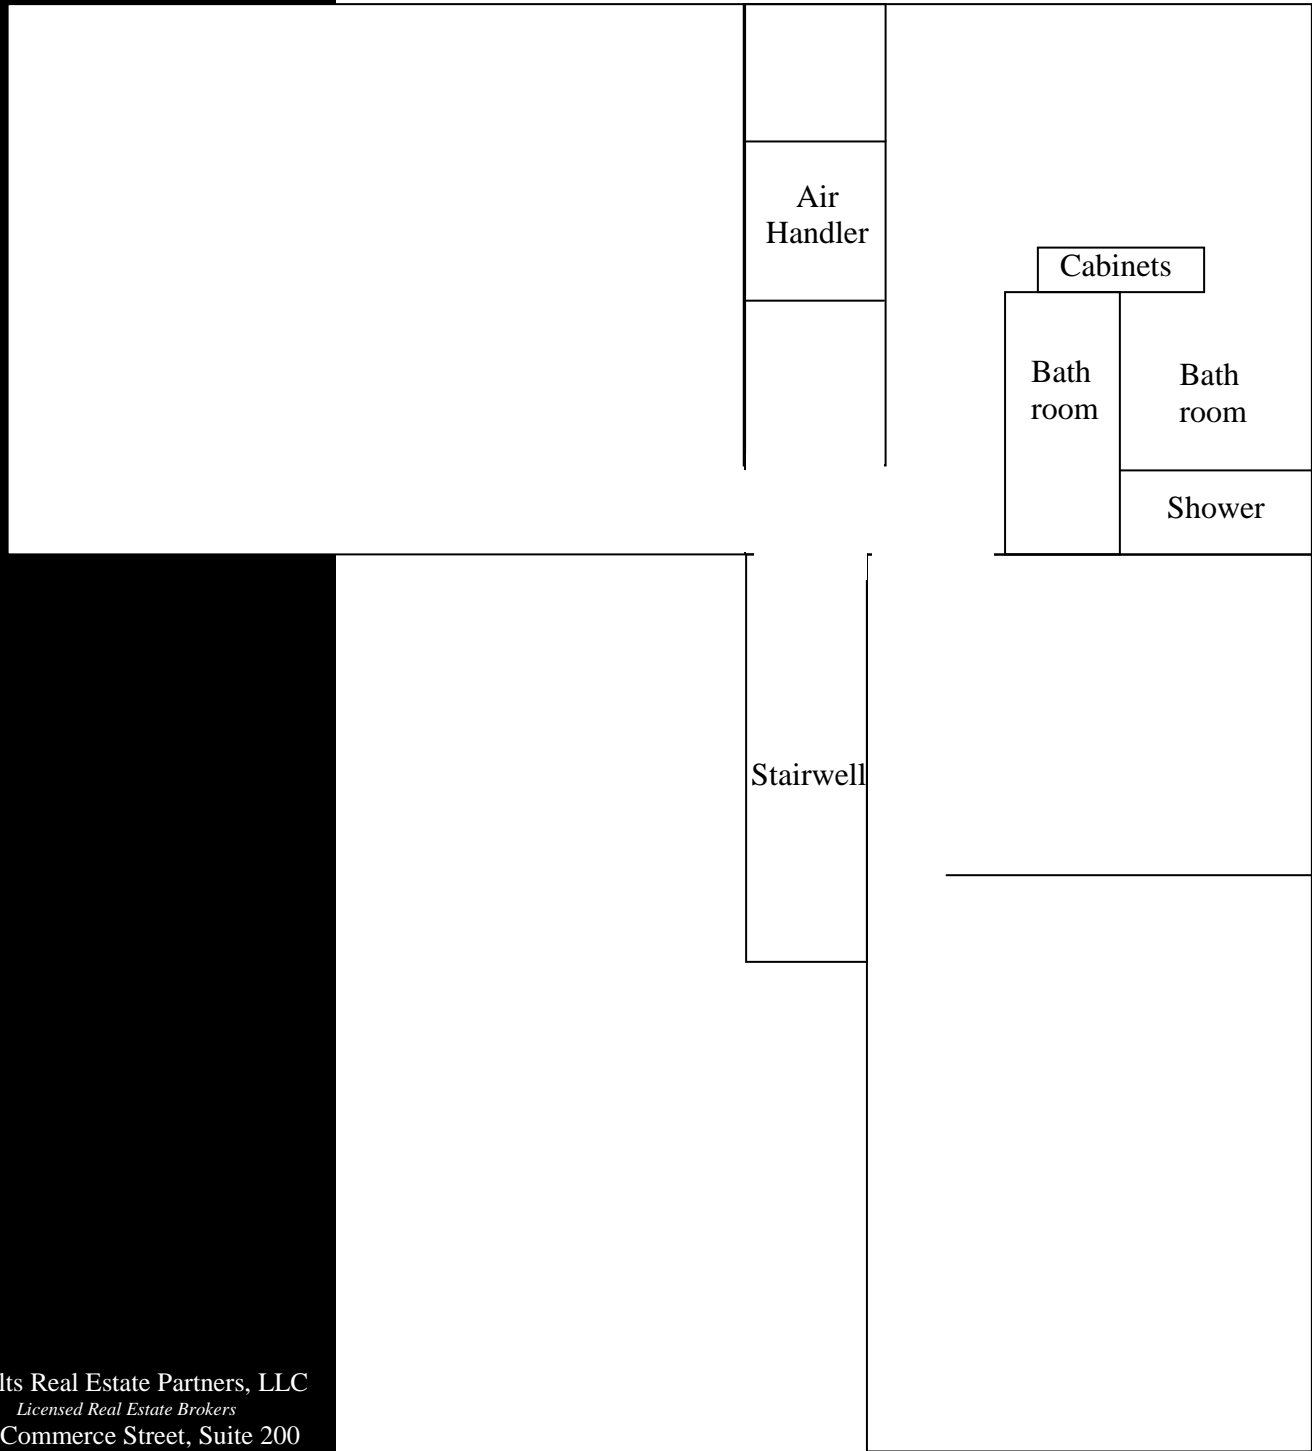 Air
Handler
Cabinets
Bath
room
Bath
room
Shower
Stairwell
Real Estate Partners, LLC
Licensed Real Estate Brokers
Commerce Street, Suite 200